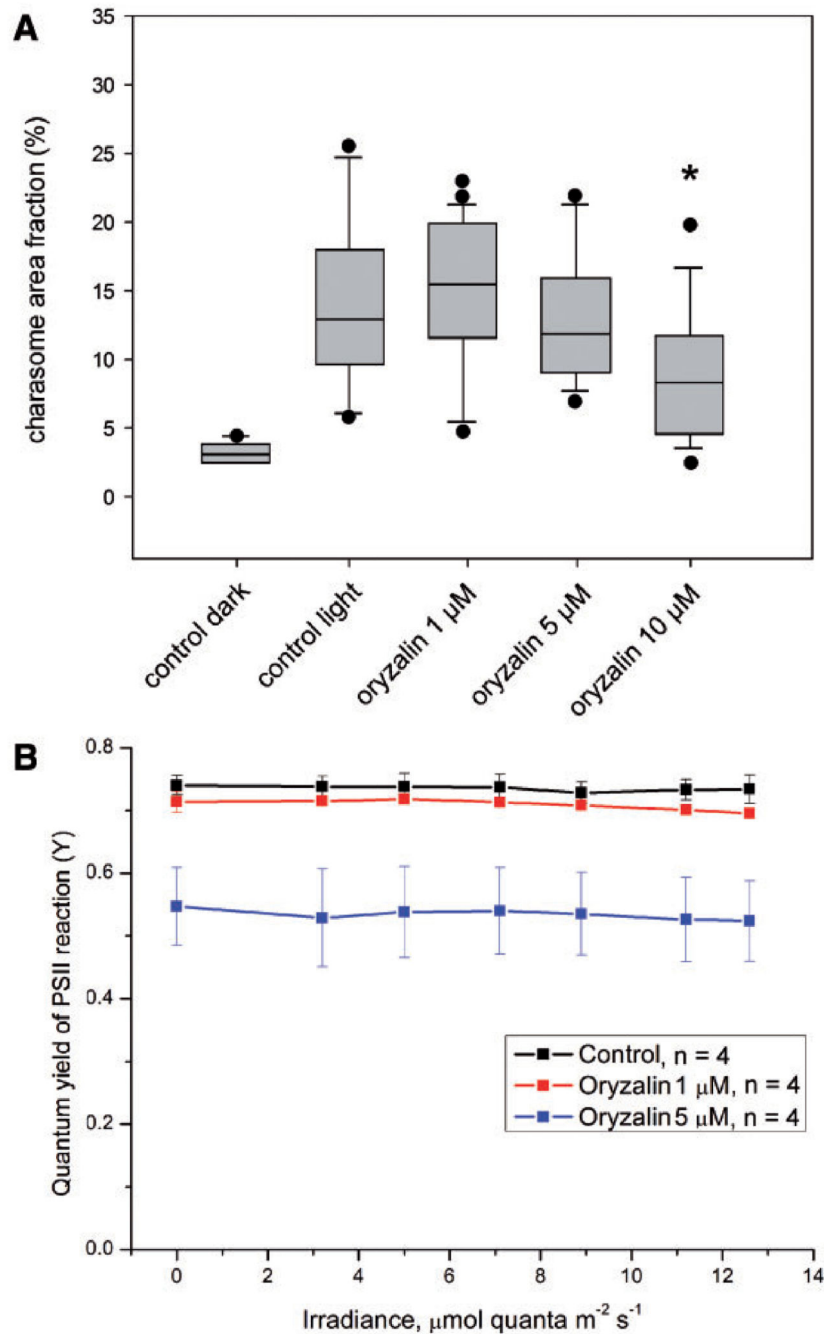 A
charasome area fraction (%)
35
30
25
20
15
10
5
0
*
control dark
control light
oryzalin 1 µM
oryzalin 5 µM
oryzalin 10 µM
B
Quantum yield of PSII reaction (Y)
0.8
0.6
0.4
0.2
0.0
Control, n = 4
Oryzalin 1 µM, n = 4
Oryzalin 5 µM, n = 4
0 2 4 6 8 10 12 14
Irradiance, µmol quanta m⁻² s⁻¹